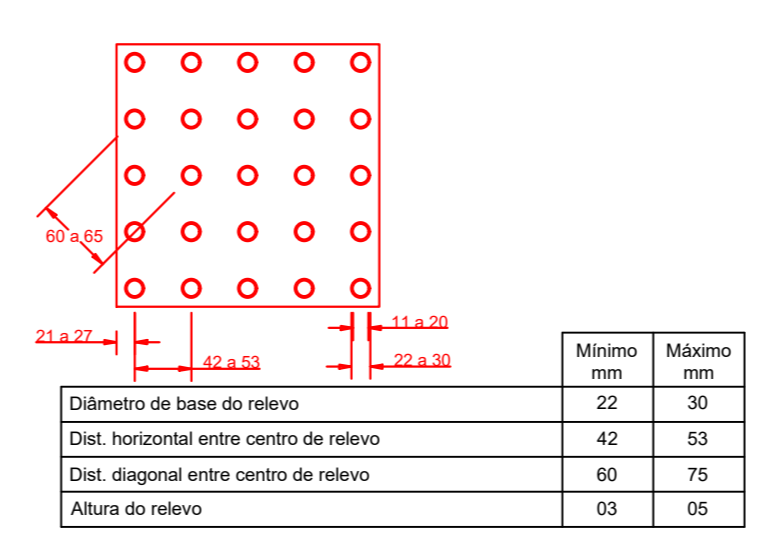 60 a 65
21 a 27
42 a 53
11 a 20
22 a 30
Mínimo mm Máximo mm
Diâmetro de base do relevo 22 30
Dist. horizontal entre centro de relevo 42 53
Dist. diagonal entre centro de relevo 60 75
Altura do relevo 03 05